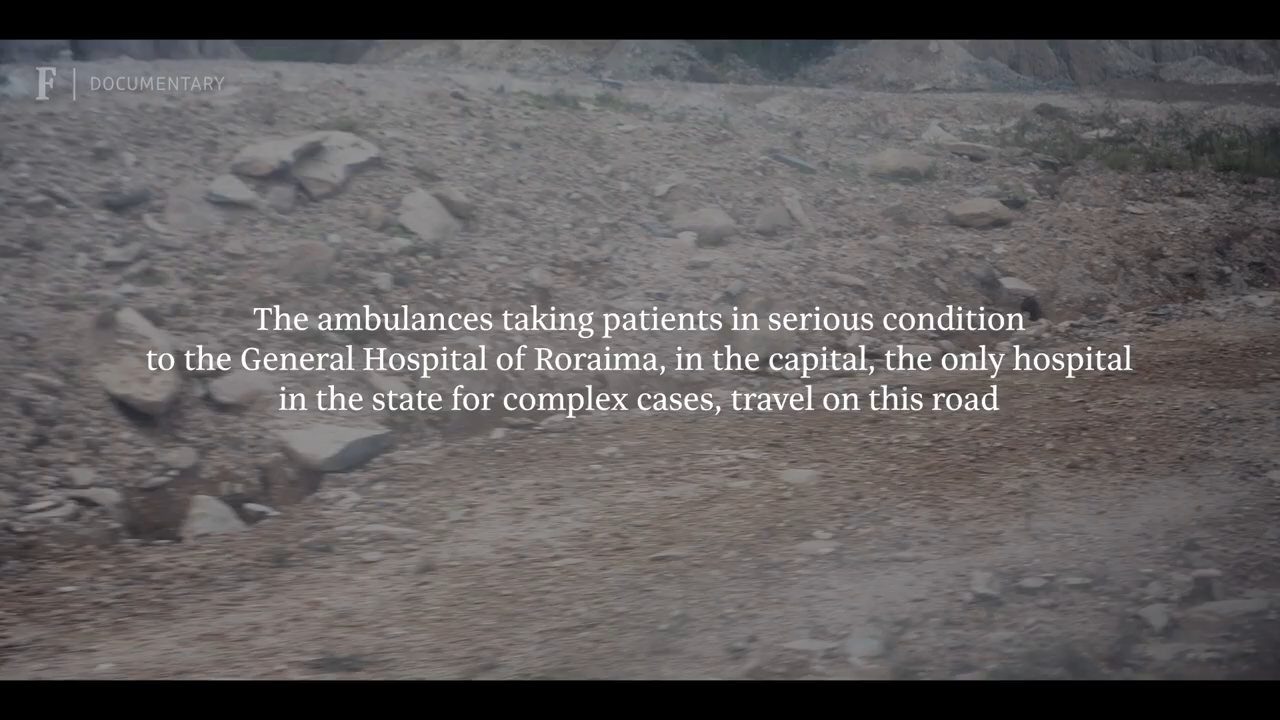 F | DOCUMENTARY
The ambulances taking patients in serious condition
to the General Hospital of Roraima, in the capital, the only hospital
in the state for complex cases, travel on this road